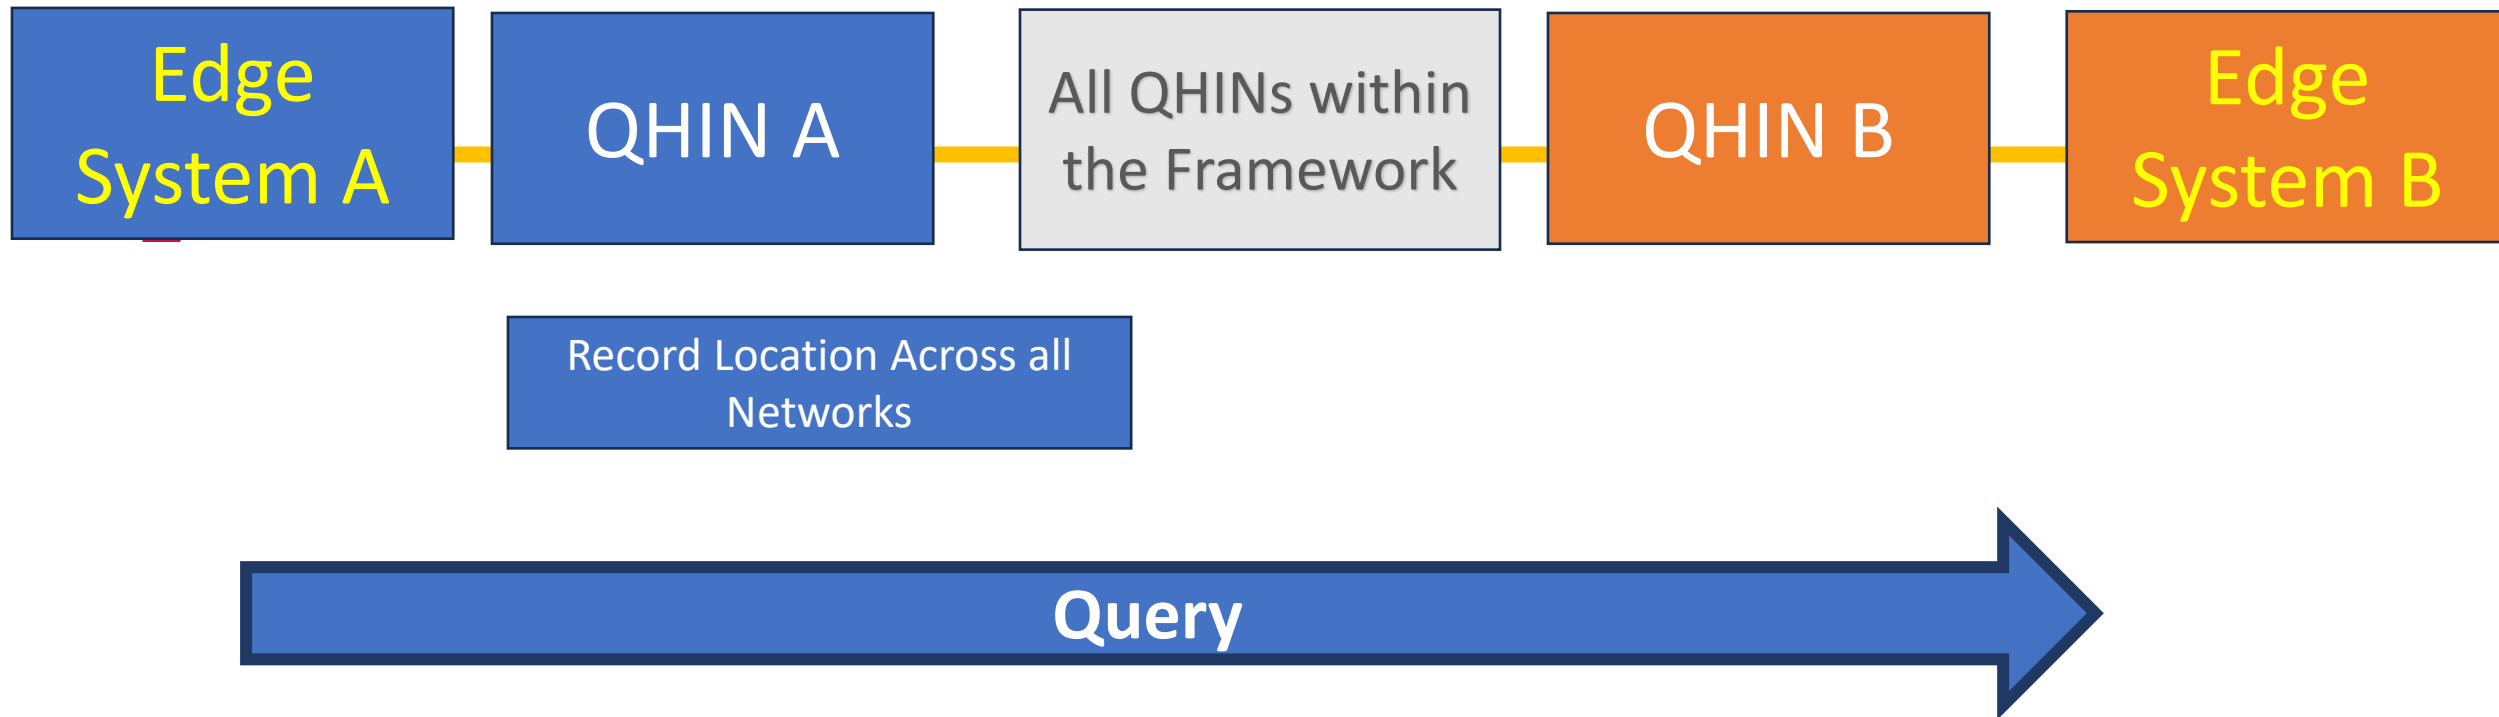 Edge
System A
QHIN A
All QHINs within
the Framework
QHIN B
Edge
System B
Record Location Across all
Networks
Query